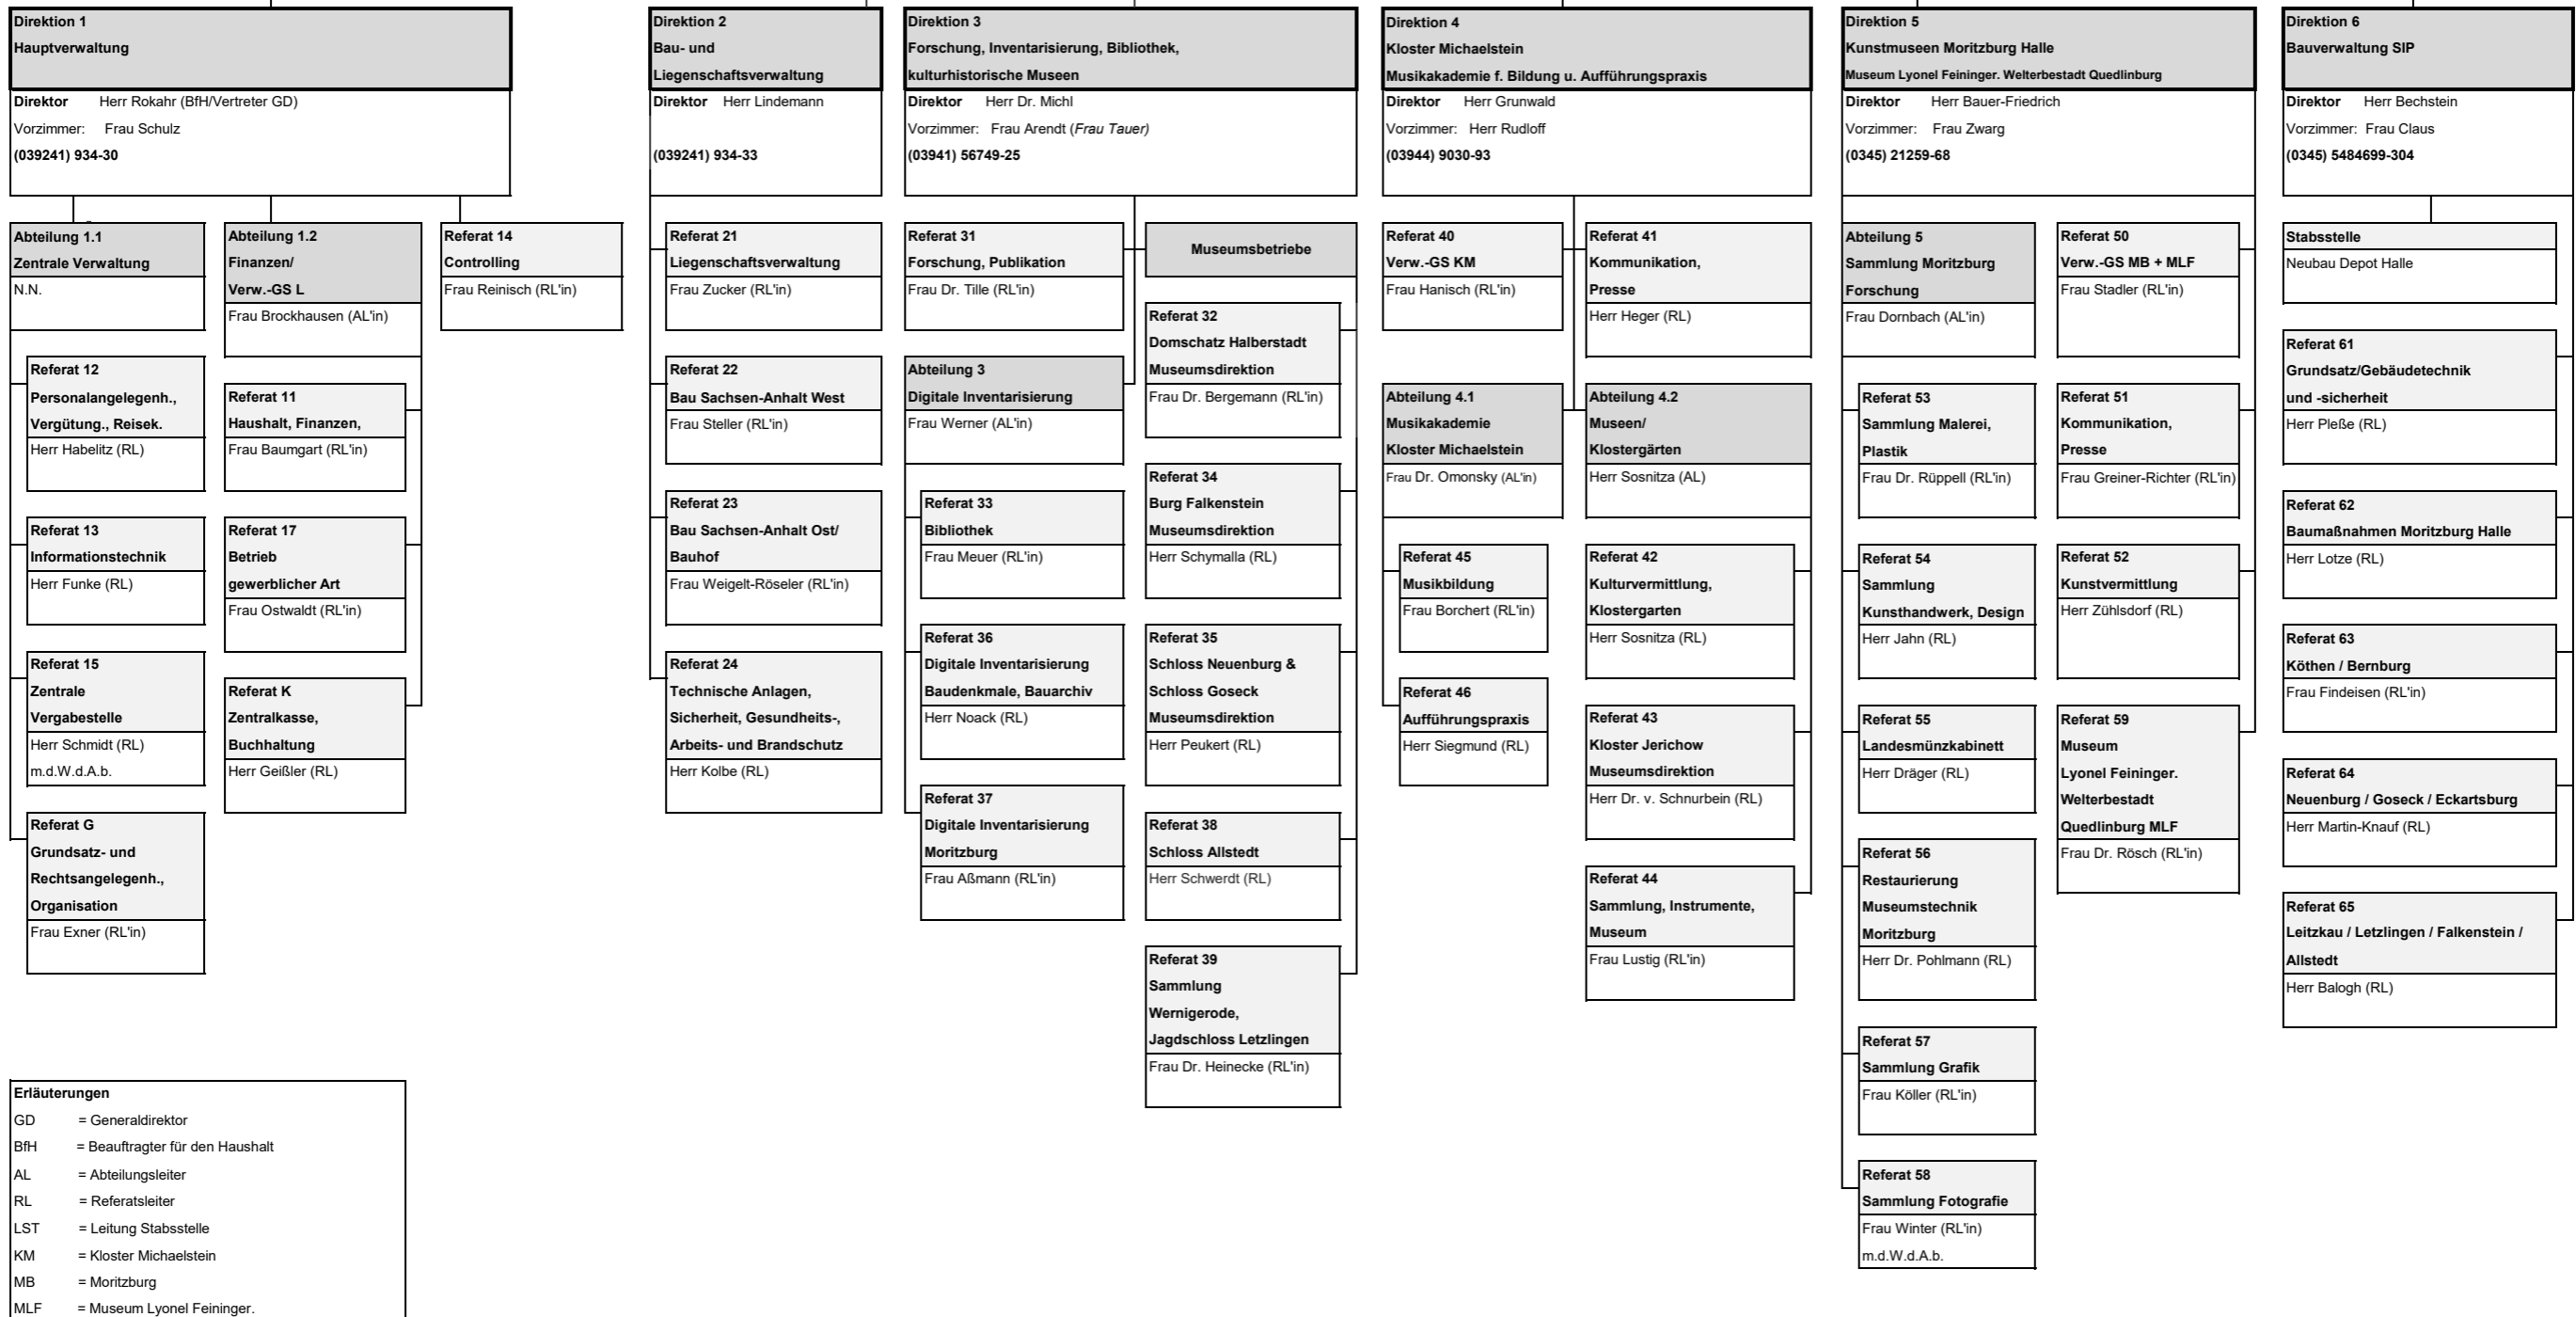 Direktion 1
Hauptverwaltung
Direktor Herr Rokahr (BfH/Vertreter GD)
Vorzimmer: Frau Schulz
(039241) 934-30
Abteilung 1.1
Zentrale Verwaltung
N.N.
Referat 12
Personalangelegenh.,
Vergütung., Reisek.
Herr Habelitz (RL)
Referat 13
Informationstechnik
Herr Funke (RL)
Referat 15
Zentrale
Vergabestelle
Herr Schmidt (RL)
m.d.W.d.A.b.
Referat G
Grundsatz- und
Rechtsangelegenh.,
Organisation
Frau Exner (RL'in)
Abteilung 1.2
Finanzen/
Verw.-GS L
Frau Brockhausen (AL'in)
Referat 11
Haushalt, Finanzen,
Frau Baumgart (RL'in)
Referat 17
Betrieb
gewerblicher Art
Frau Ostwaldt (RL'in)
Referat K
Zentralkasse,
Buchhaltung
Herr Geißler (RL)
Referat 14
Controlling
Frau Reinisch (RL'in)
Direktion 2
Bau- und
Liegenschaftsverwaltung
Direktor Herr Lindemann
(039241) 934-33
Referat 21
Liegenschaftsverwaltung
Frau Zucker (RL'in)
Referat 22
Bau Sachsen-Anhalt West
Frau Steller (RL'in)
Referat 23
Bau Sachsen-Anhalt Ost/
Bauhof
Frau Weigelt-Röseler (RL'in)
Referat 24
Technische Anlagen,
Sicherheit, Gesundheits-,
Arbeits- und Brandschutz
Herr Kolbe (RL)
Direktion 3
Forschung, Inventarisierung, Bibliothek,
kulturhistorische Museen
Direktor Herr Dr. Michl
Vorzimmer: Frau Arendt (Frau Tauer)
(03941) 56749-25
Referat 31
Forschung, Publikation
Frau Dr. Tille (RL'in)
Abteilung 3
Digitale Inventarisierung
Frau Werner (AL'in)
Referat 33
Bibliothek
Frau Meuer (RL'in)
Referat 36
Digitale Inventarisierung
Baudenkmale, Bauarchiv
Herr Noack (RL)
Referat 37
Digitale Inventarisierung
Moritzburg
Frau Aßmann (RL'in)
Museumsbetriebe
Referat 32
Domschatz Halberstadt
Museumsdirektion
Frau Dr. Bergemann (RL'in)
Referat 34
Burg Falkenstein
Museumsdirektion
Herr Schymalla (RL)
Referat 35
Schloss Neuenburg &
Schloss Goseck
Museumsdirektion
Herr Peukert (RL)
Referat 38
Schloss Allstedt
Herr Schwerdt (RL)
Referat 39
Sammlung
Wernigerode,
Jagdschloss Letzlingen
Frau Dr. Heinecke (RL'in)
Direktion 4
Kloster Michaelstein
Musikakademie f. Bildung u. Aufführungspraxis
Direktor Herr Grunwald
Vorzimmer: Herr Rudloff
(03944) 9030-93
Referat 40
Verw.-GS KM
Frau Hanisch (RL'in)
Abteilung 4.1
Musikakademie
Kloster Michaelstein
Frau Dr. Omonsky (AL'in)
Referat 45
Musikbildung
Frau Borchert (RL'in)
Referat 46
Aufführungspraxis
Herr Siegmund (RL)
Referat 41
Kommunikation,
Presse
Herr Heger (RL)
Abteilung 4.2
Museen/
Klostergärten
Herr Sosnitza (AL)
Referat 42
Kulturvermittlung,
Klostergarten
Herr Sosnitza (RL)
Referat 43
Kloster Jerichow
Museumsdirektion
Herr Dr. v. Schnurbein (RL)
Referat 44
Sammlung, Instrumente,
Museum
Frau Lustig (RL'in)
Direktion 5
Kunstmuseen Moritzburg Halle
Museum Lyonel Feininger. Welterbestadt Quedlinburg
Direktor Herr Bauer-Friedrich
Vorzimmer: Frau Zwarg
(0345) 21259-68
Abteilung 5
Sammlung Moritzburg
Forschung
Frau Dornbach (AL'in)
Referat 53
Sammlung Malerei,
Plastik
Frau Dr. Rüppell (RL'in)
Referat 54
Sammlung
Kunsthandwerk, Design
Herr Jahn (RL)
Referat 55
Landesmünzkabinett
Herr Dräger (RL)
Referat 56
Restaurierung
Museumstechnik
Moritzburg
Herr Dr. Pohlmann (RL)
Referat 57
Sammlung Grafik
Frau Köller (RL'in)
Referat 58
Sammlung Fotografie
Frau Winter (RL'in)
m.d.W.d.A.b.
Referat 50
Verw.-GS MB + MLF
Frau Stadler (RL'in)
Referat 51
Kommunikation,
Presse
Frau Greiner-Richter (RL'in)
Referat 52
Kunstvermittlung
Herr Zühlsdorf (RL)
Referat 59
Museum
Lyonel Feininger.
Welterbestadt
Quedlinburg MLF
Frau Dr. Rösch (RL'in)
Direktion 6
Bauverwaltung SIP
Direktor Herr Bechstein
Vorzimmer: Frau Claus
(0345) 5484699-304
Stabsstelle
Neubau Depot Halle
Referat 61
Grundsatz/Gebäudetechnik
und -sicherheit
Herr Pleße (RL)
Referat 62
Baumaßnahmen Moritzburg Halle
Herr Lotze (RL)
Referat 63
Köthen / Bernburg
Frau Findeisen (RL'in)
Referat 64
Neuenburg / Goseck / Eckartsburg
Herr Martin-Knauf (RL)
Referat 65
Leitzkau / Letzlingen / Falkenstein /
Allstedt
Herr Balogh (RL)
Erläuterungen
GD = Generaldirektor
BfH = Beauftragter für den Haushalt
AL = Abteilungsleiter
RL = Referatsleiter
LST = Leitung Stabsstelle
KM = Kloster Michaelstein
MB = Moritzburg
MLF = Museum Lyonel Feininger.